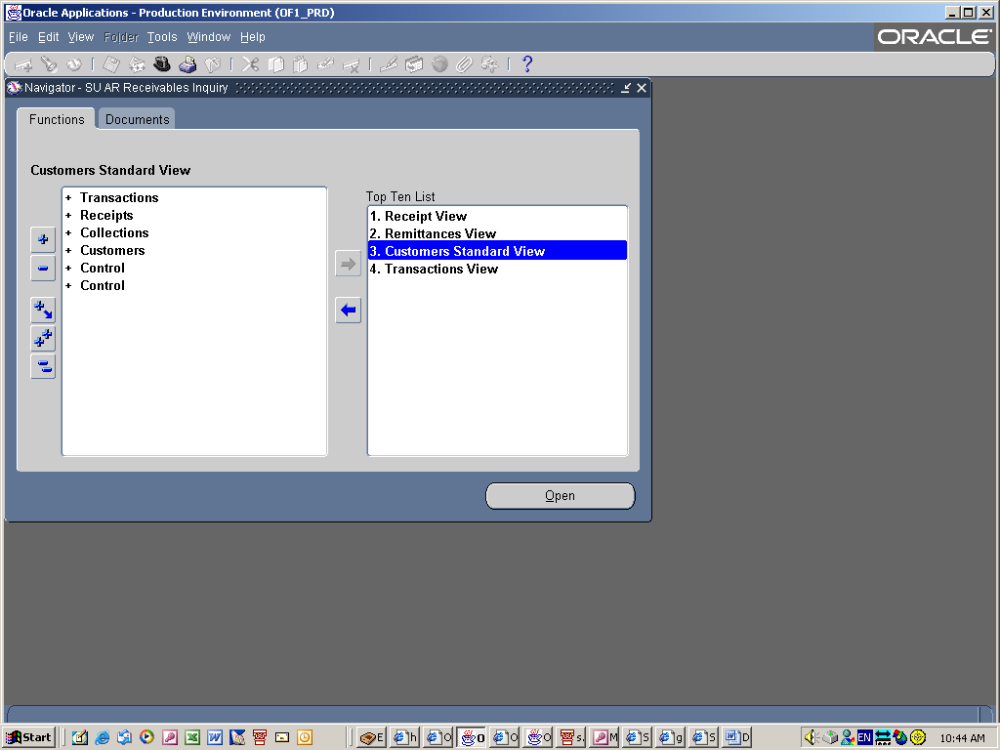 Oracle Applications - Production Environment (OF1_PRD)
File Edit View Folder Tools Window Help
ORACLE
?
Navigator - SU AR Receivables Inquiry
Functions Documents
Customers Standard View
+ Transactions
+ Receipts
+ Collections
+ Customers
+ Control
+ Control
Top Ten List
1. Receipt View
2. Remittances View
3. Customers Standard View
4. Transactions View
Open
Start E h O O O O s. M S g S D EN 10:44 AM